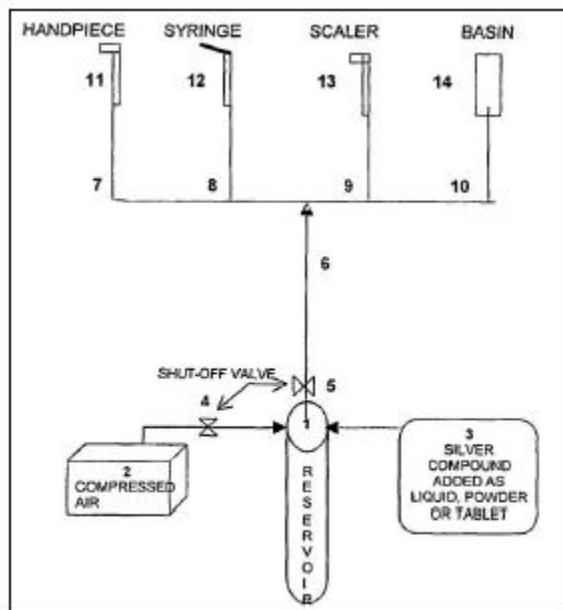 HANDPIECE SYRINGE SCALER BASIN
11 12 13 14
7 8 9 10
6
SHUT-OFF VALVE
5
4
1
2
COMPRESSED
AIR
3
SILVER
COMPOUND
ADDED AS
LIQUID, POWDER
OR TABLET
RESERVOIR